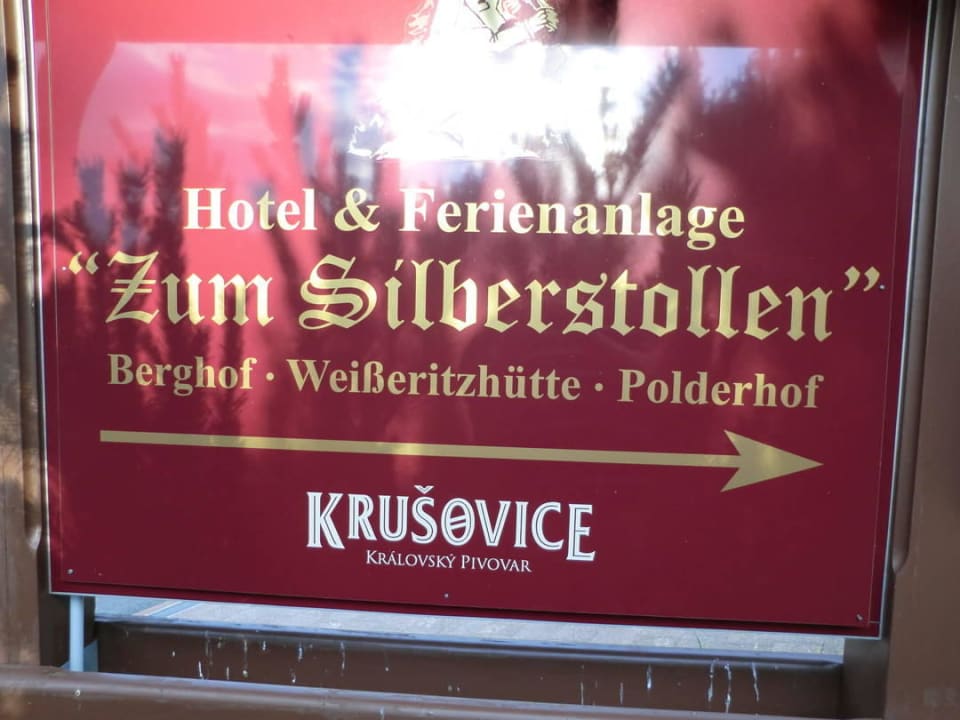 Hotel & Ferienanlage
“Zum Silberstollen”
Berghof · Weißeritzhütte · Polderhof
KRUŠOVICE
KRÁLOVSKÝ PIVOVAR